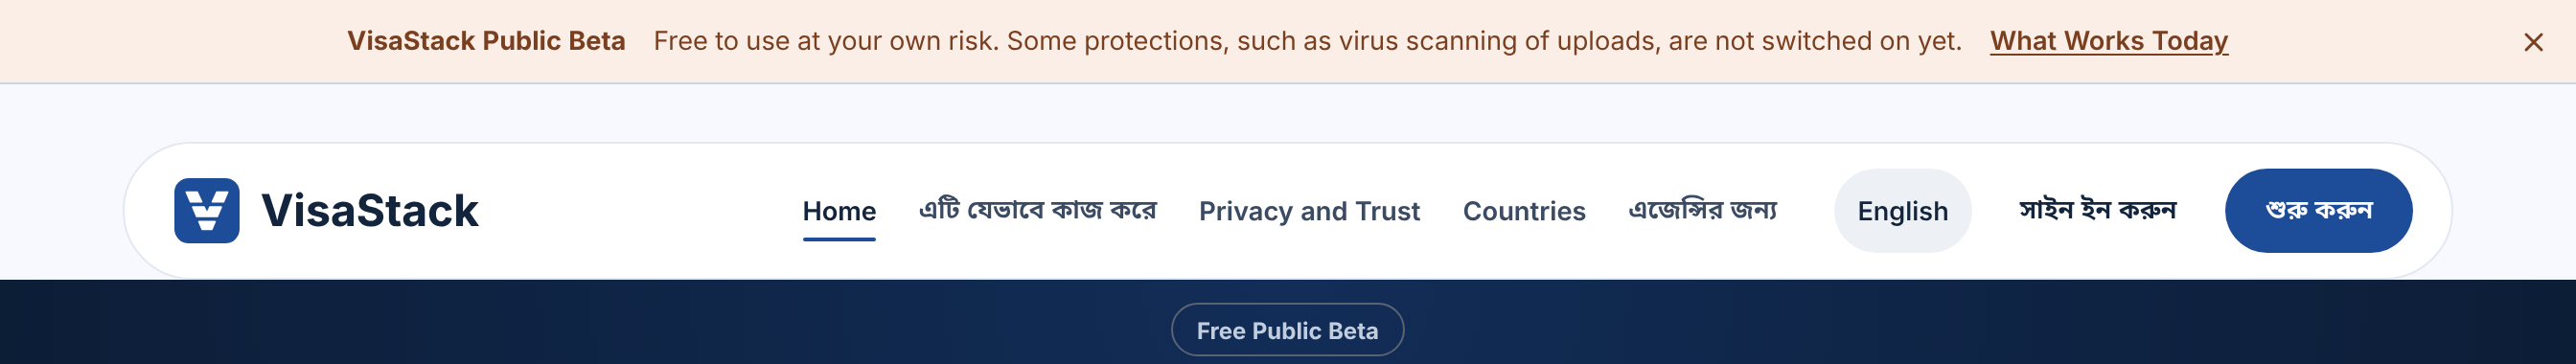 VisaStack Public Beta Free to use at your own risk. Some protections, such as virus scanning of uploads, are not switched on yet. What Works Today
VisaStack Home এটি যেভাবে কাজ করে Privacy and Trust Countries এজেন্সির জন্য English সাইন ইন করুন শুরু করুন
Free Public Beta